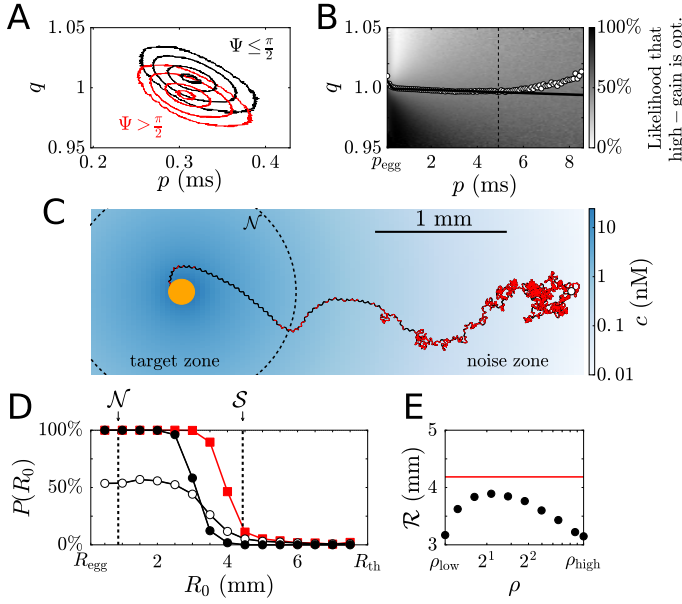 A
1.05
1.00
0.95
q
Ψ ≤ π/2
Ψ > π/2
0.2
0.3
0.4
p (ms)
B
1.05
1.0
0.95
q
p_egg
2
4
6
8
p (ms)
100%
50%
0%
Likelihood that
high − gain is opt.
C
𝒩
1 mm
target zone
noise zone
10
1
0.1
0.01
c (nM)
D
𝒩
𝒮
100%
50%
0%
P(R_0)
R_egg
2
4
6
R_th
R_0 (mm)
E
5
4
3
ℛ (mm)
ρ_low
2^1
2^2
ρ_high
ρ